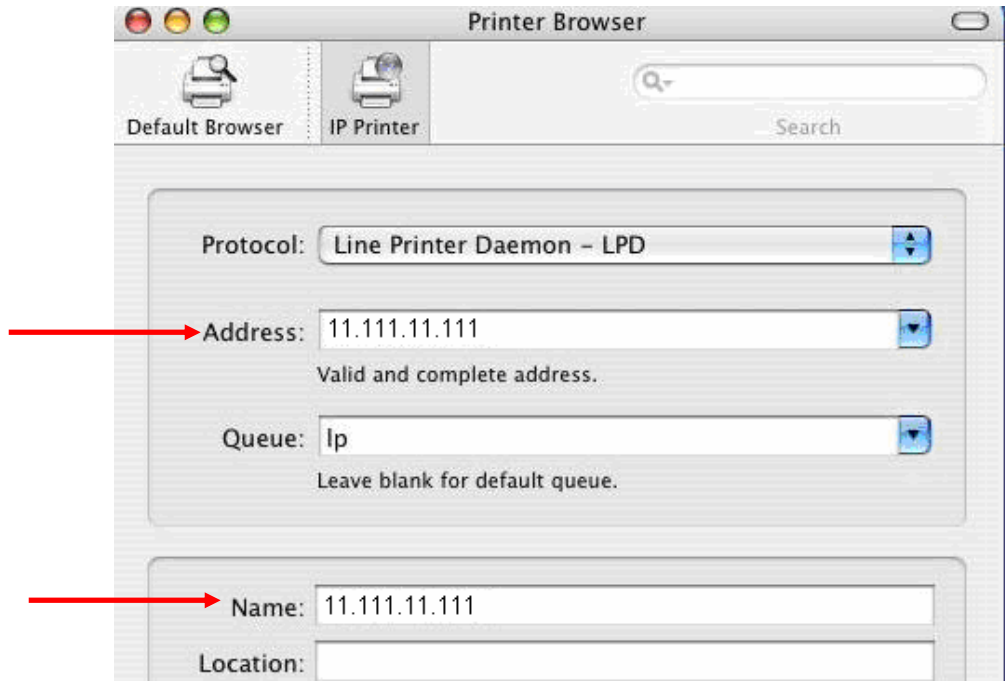 Printer Browser
Default Browser
IP Printer
Search
Protocol: Line Printer Daemon – LPD
Address: 11.111.11.111
Valid and complete address.
Queue: lp
Leave blank for default queue.
Name: 11.111.11.111
Location: